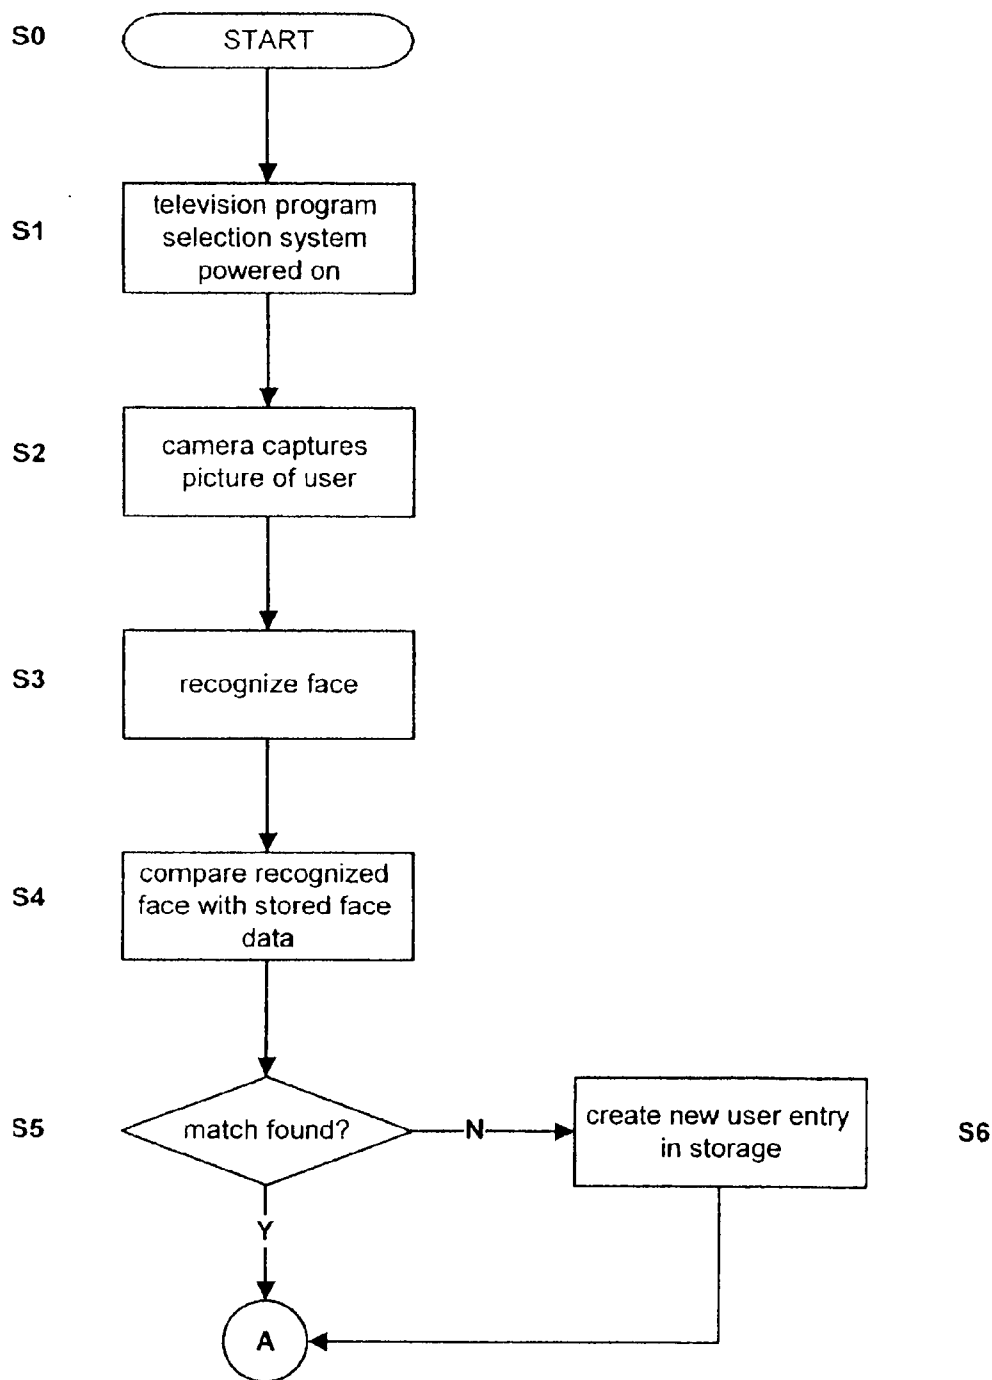 S0
START
S1
television program
selection system
powered on
S2
camera captures
picture of user
S3
recognize face
S4
compare recognized
face with stored face
data
S5
match found?
N
create new user entry
in storage
S6
Y
A